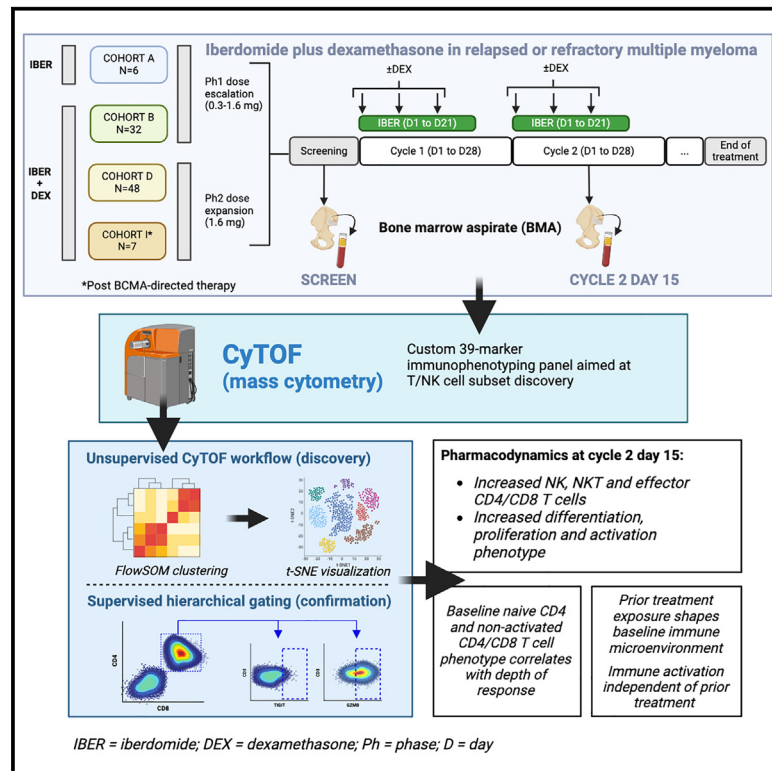 Iberdomide plus dexamethasone in relapsed or refractory multiple myeloma
IBER
COHORT A
N=6
COHORT B
N=32
IBER
+
DEX
COHORT D
N=48
COHORT I*
N=7
*Post BCMA-directed therapy
Ph1 dose
escalation
(0.3-1.6 mg)
Ph2 dose
expansion
(1.6 mg)
±DEX
±DEX
IBER (D1 to D21)
IBER (D1 to D21)
Screening
Cycle 1 (D1 to D28)
Cycle 2 (D1 to D28)
...
End of
treatment
Bone marrow aspirate (BMA)
SCREEN
CYCLE 2 DAY 15
CyTOF
(mass cytometry)
Custom 39-marker
immunophenotyping panel aimed at
T/NK cell subset discovery
Unsupervised CyTOF workflow (discovery)
FlowSOM clustering
t-SNE2
t-SNE1
t-SNE visualization
Supervised hierarchical gating (confirmation)
CD4
CD8
CD3
TIGIT
CD3
GZMB
Pharmacodynamics at cycle 2 day 15:
• Increased NK, NKT and effector
CD4/CD8 T cells
• Increased differentiation,
proliferation and activation
phenotype
Baseline naive CD4
and non-activated
CD4/CD8 T cell
phenotype correlates
with depth of
response
Prior treatment
exposure shapes
baseline immune
microenvironment
Immune activation
independent of prior
treatment
IBER = iberdomide; DEX = dexamethasone; Ph = phase; D = day